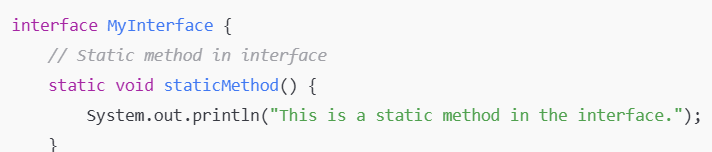 interface MyInterface {
// Static method in interface
static void staticMethod() {
System.out.println("This is a static method in the interface.");
}